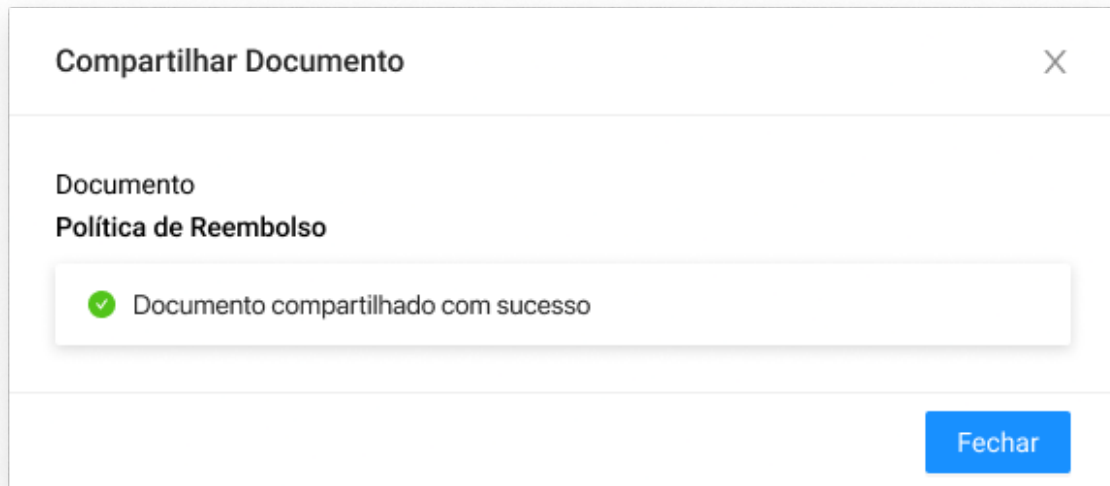 Compartilhar Documento
Documento
Política de Reembolso
Documento compartilhado com sucesso
Fechar